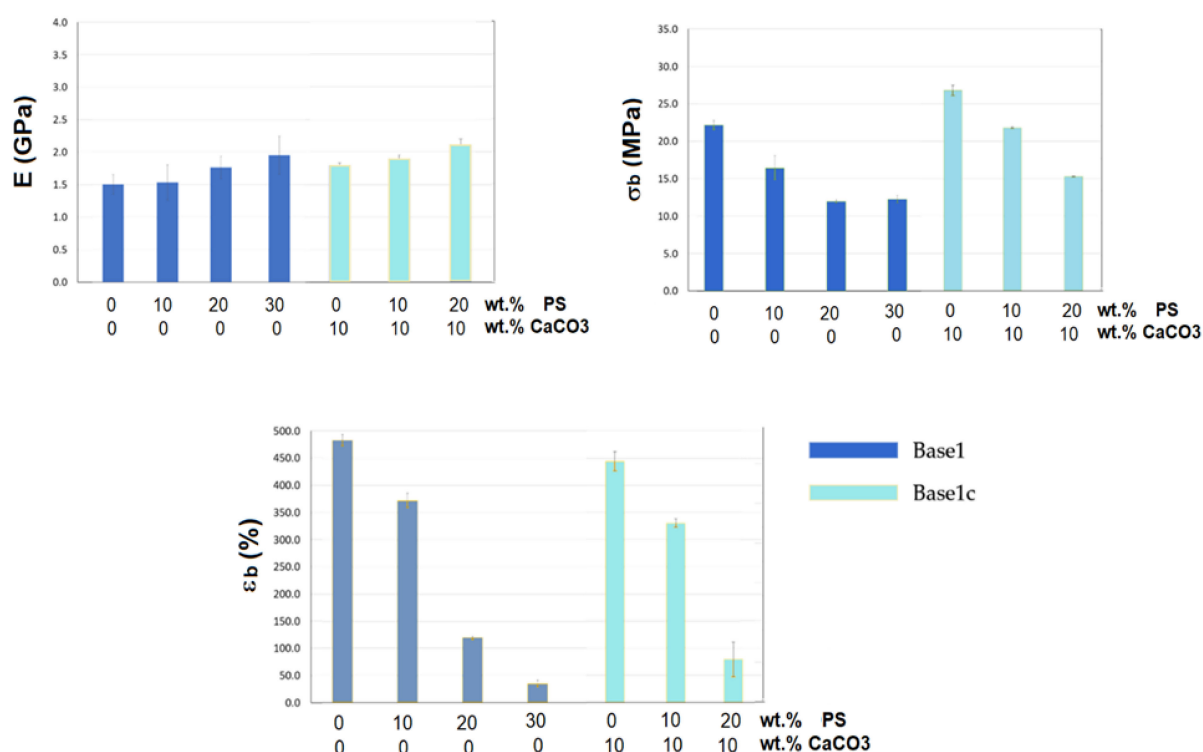 E (GPa)
4.0
3.5
3.0
2.5
2.0
1.5
1.0
0.5
0.0
0 10 20 30 0 10 20 wt.% PS
0 0 0 0 10 10 10 wt.% CaCO3
σb (MPa)
35.0
30.0
25.0
20.0
15.0
10.0
5.0
0.0
0 10 20 30 0 10 20 wt.% PS
0 0 0 0 10 10 10 wt.% CaCO3
εb (%)
500.0
450.0
400.0
350.0
300.0
250.0
200.0
150.0
100.0
50.0
0.0
0 10 20 30 0 10 20 wt.% PS
0 0 0 0 10 10 10 wt.% CaCO3
Base1
Base1c